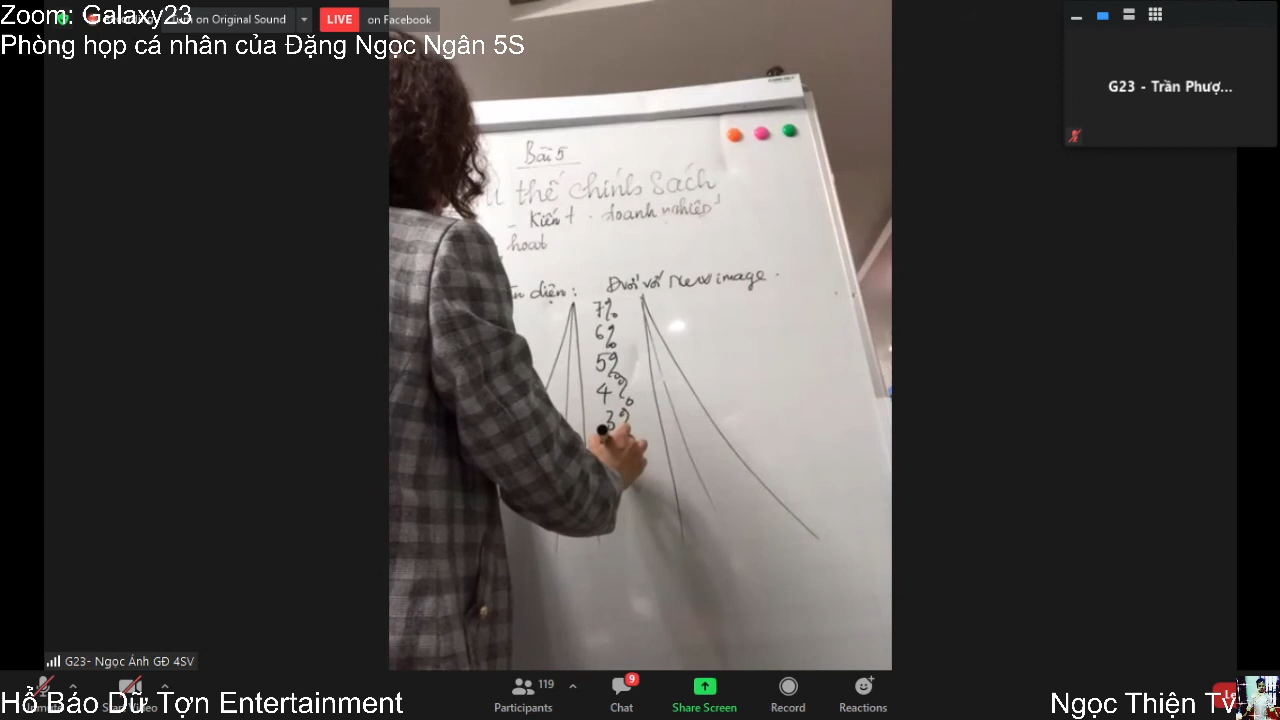 Zoom: Galaxy23
on Original Sound
LIVE
on Facebook
Phòng họp cá nhân của Đặng Ngọc Ngân 5S
G23 - Trần Phượ...
Bài 5
thế chính sách
- Kiến t. doanh nghiệp
hoạt
diện: Đvới với New image.
7%
6%
5%
4%
3%
G23- Ngọc Ánh GĐ 4SV
Hổ Báo Dữ Tợn Entertainment
119
Participants
9
Chat
Share Screen
Record
Reactions
Ngọc Thiện Tv